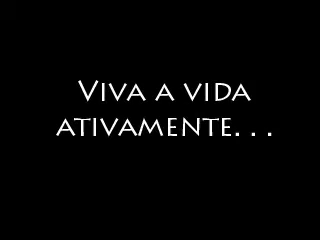 Viva a vida
ativamente. . .